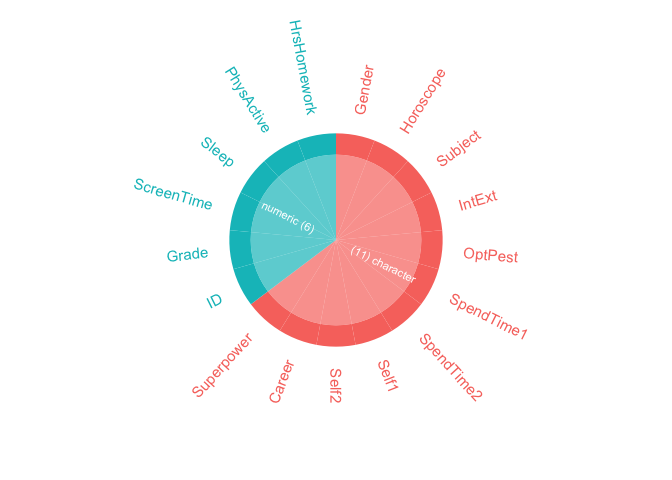 HrsHomework
Gender
Horoscope
Subject
IntExt
OptPest
SpendTime1
SpendTime2
Self1
Self2
Career
Superpower
ID
Grade
ScreenTime
Sleep
PhysActive
numeric (6)
(11) character